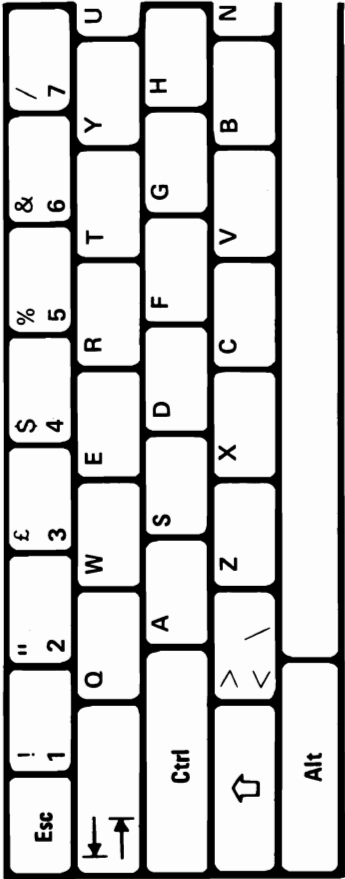 Esc ! 1 " 2 £ 3 $ 4 % 5 & 6 / 7
Q W E R T Y U
Ctrl A S D F G H
> < \ Z X C V B N
Alt